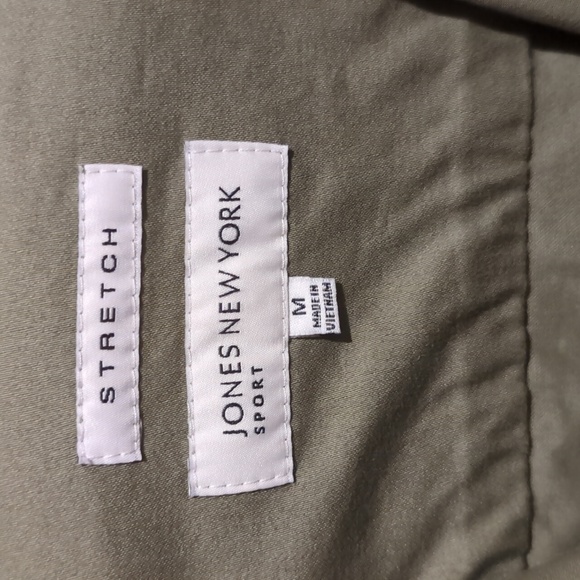 STRETCH
JONES NEW YORK
SPORT
M
MADE IN
VIETNAM